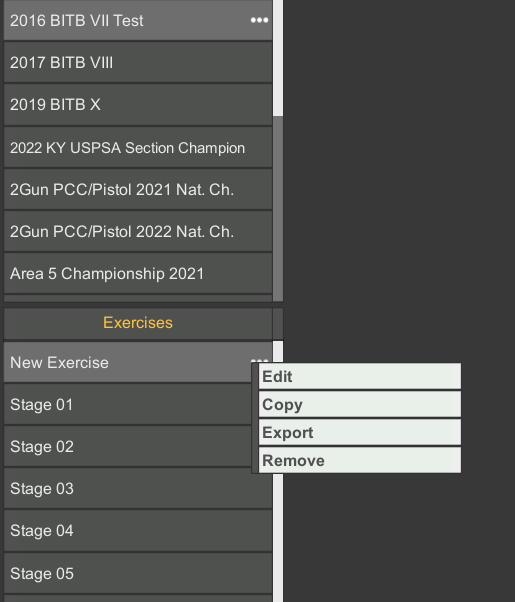 2016 BITB VII Test
2017 BITB VIII
2019 BITB X
2022 KY USPSA Section Champion
2Gun PCC/Pistol 2021 Nat. Ch.
2Gun PCC/Pistol 2022 Nat. Ch.
Area 5 Championship 2021
Exercises
New Exercise
Edit
Stage 01
Copy
Export
Stage 02
Remove
Stage 03
Stage 04
Stage 05